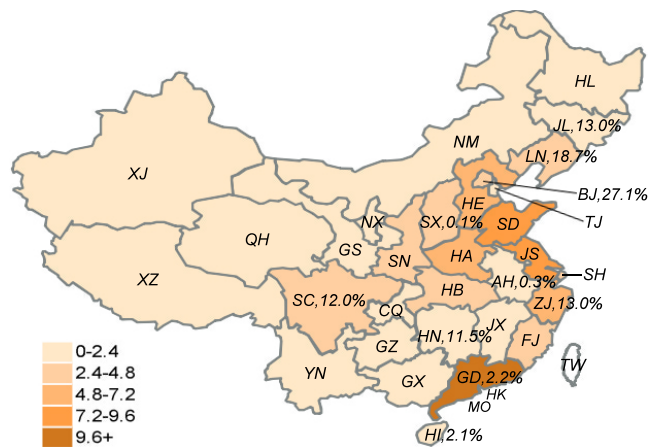 HL
JL,13.0%
NM
LN,18.7%
XJ
BJ,27.1%
HE
NX
SX,0.1%
SD
TJ
QH
GS
SN
HA
JS
XZ
AH,0.3%
SH
SC,12.0%
HB
ZJ,13.0%
CQ
HN,11.5%
JX
FJ
GZ
YN
GX
GD,2.2%
TW
HK
MO
HI,2.1%
0-2.4
2.4-4.8
4.8-7.2
7.2-9.6
9.6+